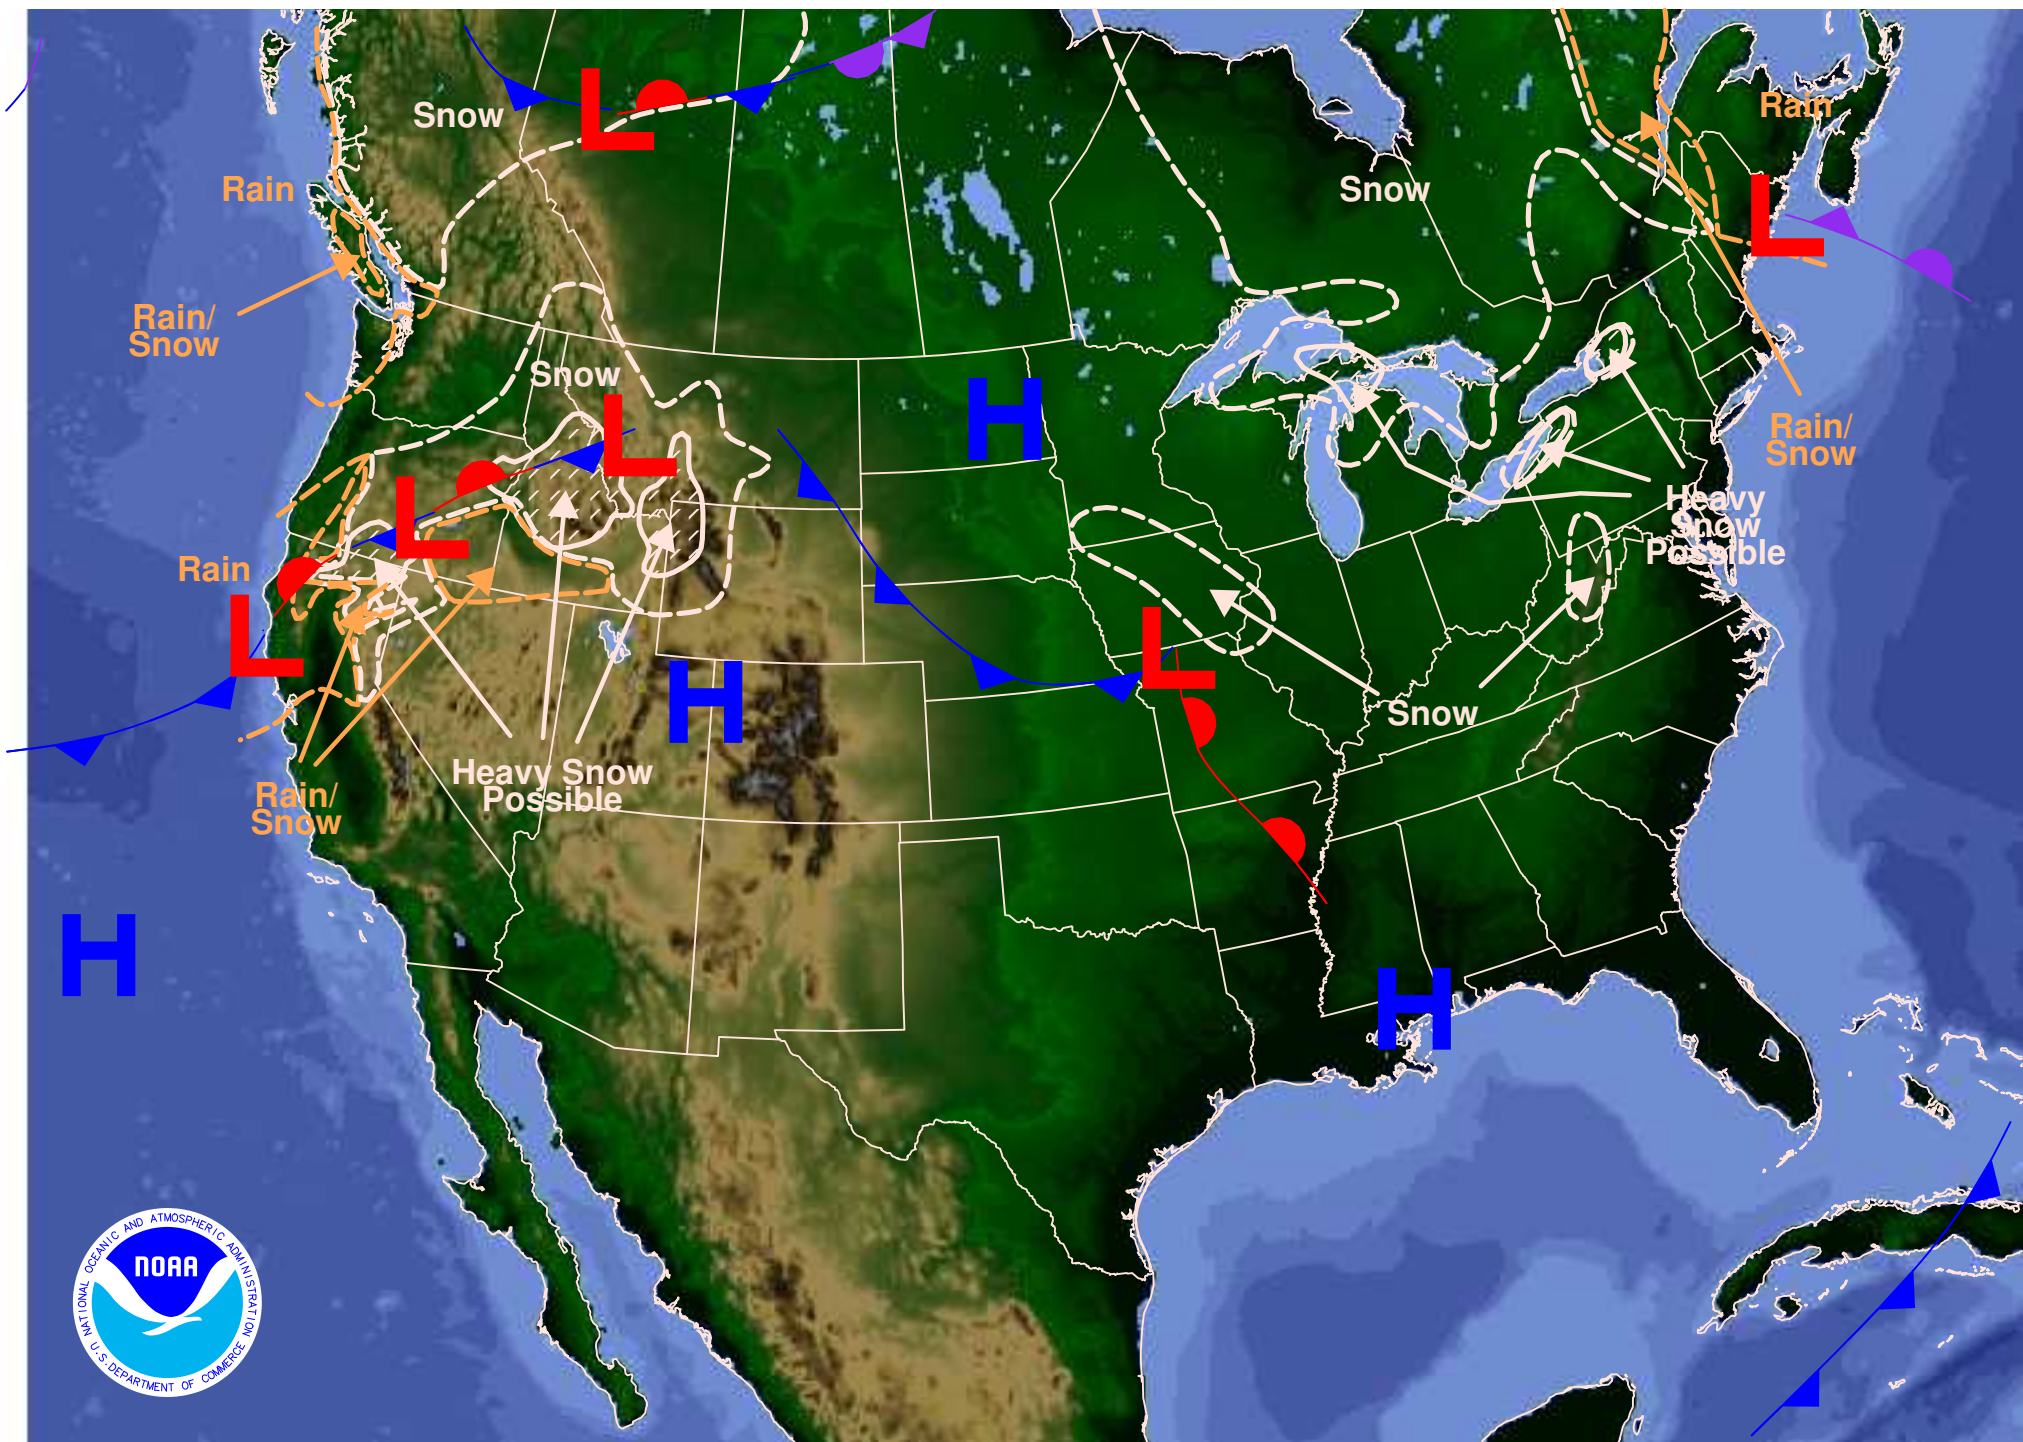 Snow
Rain
Rain
Snow
Rain/
Snow
Snow
Rain/
Snow
Heavy
Snow
Possible
Rain
Snow
Heavy Snow
Possible
Rain/
Snow
L
L
L
L
L
L
H
H
H
H
NOAA
NATIONAL OCEANIC AND ATMOSPHERIC ADMINISTRATION
U.S. DEPARTMENT OF COMMERCE